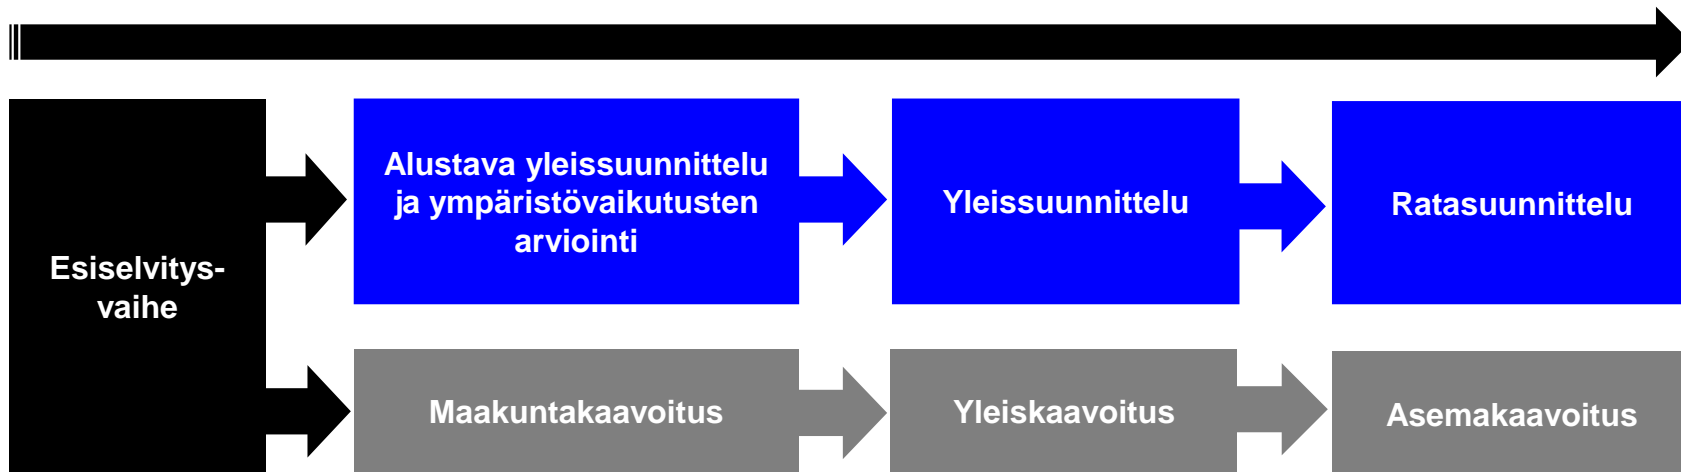 Esiselvitys-
vaihe
Alustava yleissuunnittelu
ja ympäristövaikutusten
arviointi
Yleissuunnittelu
Ratasuunnittelu
Maakuntakaavoitus
Yleiskaavoitus
Asemakaavoitus